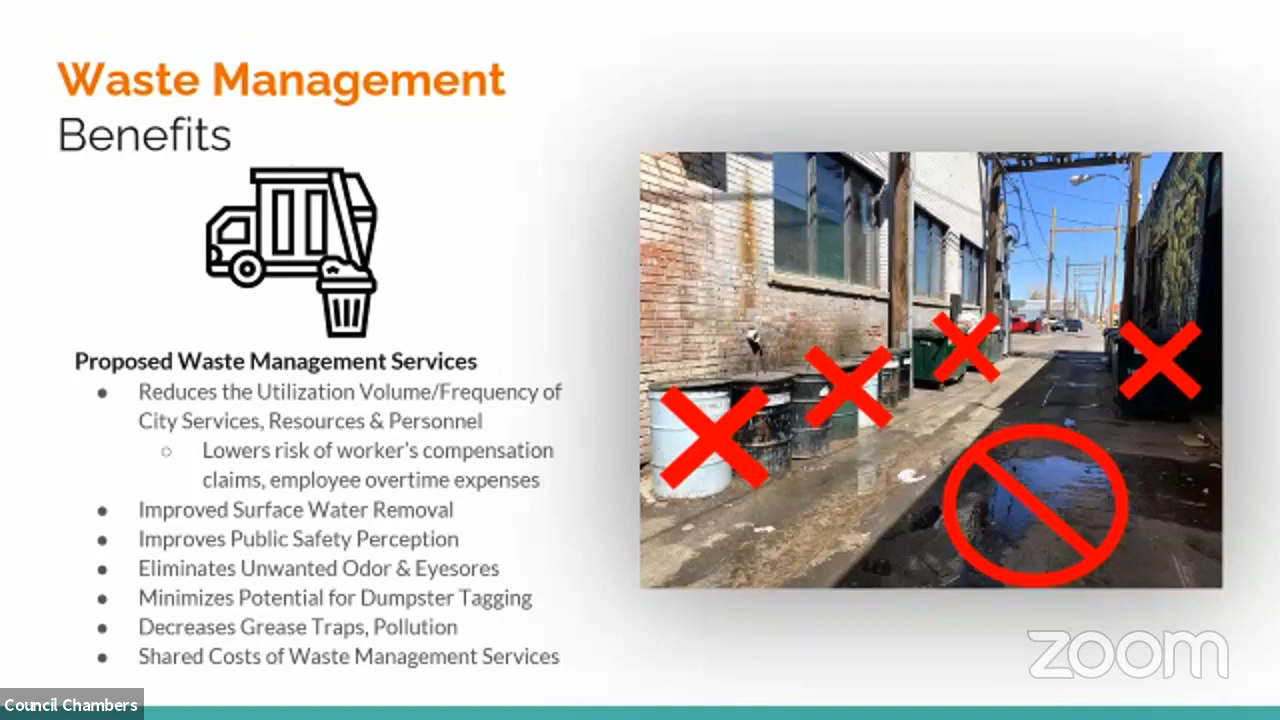 Waste Management
Benefits
Proposed Waste Management Services
● Reduces the Utilization Volume/Frequency of
City Services, Resources & Personnel
○ Lowers risk of worker's compensation
claims, employee overtime expenses
● Improved Surface Water Removal
● Improves Public Safety Perception
● Eliminates Unwanted Odor & Eyesores
● Minimizes Potential for Dumpster Tagging
● Decreases Grease Traps, Pollution
● Shared Costs of Waste Management Services
zoom
Council Chambers